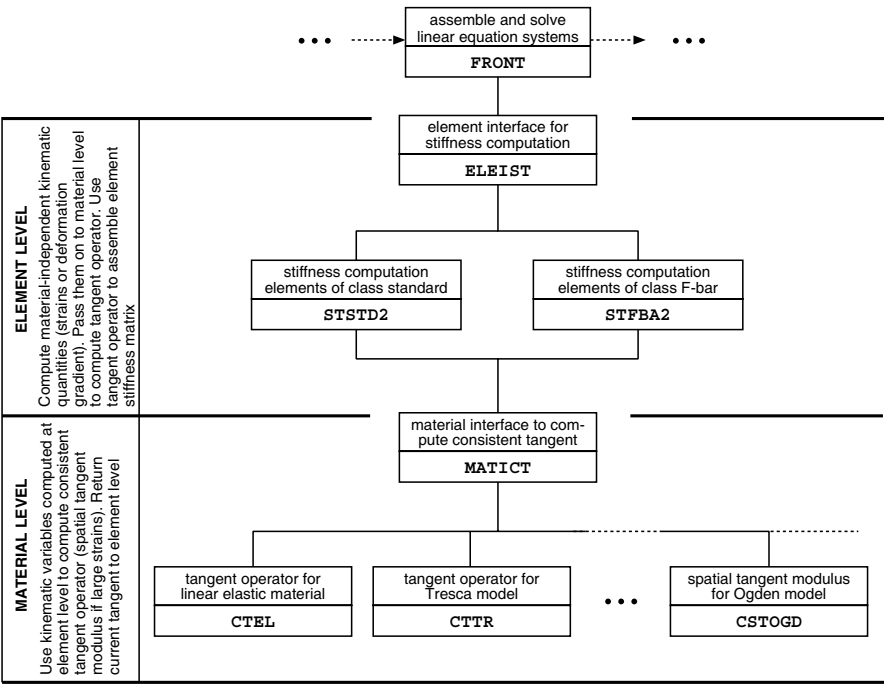 assemble and solve
linear equation systems
FRONT
element interface for
stiffness computation
ELEIST
ELEMENT LEVEL
Compute material-independent kinematic
quantities (strains or deformation
gradient). Pass them on to material level
to compute tangent operator. Use
tangent operator to assemble element
stiffness matrix
stiffness computation
elements of class standard
STSTD2
stiffness computation
elements of class F-bar
STFBA2
material interface to com-
pute consistent tangent
MATICT
MATERIAL LEVEL
Use kinematic variables computed at
element level to compute consistent
tangent operator (spatial tangent
modulus if large strains). Return
current tangent to element level
tangent operator for
linear elastic material
CTEL
tangent operator for
Tresca model
CTTR
spatial tangent modulus
for Ogden model
CSTOGD